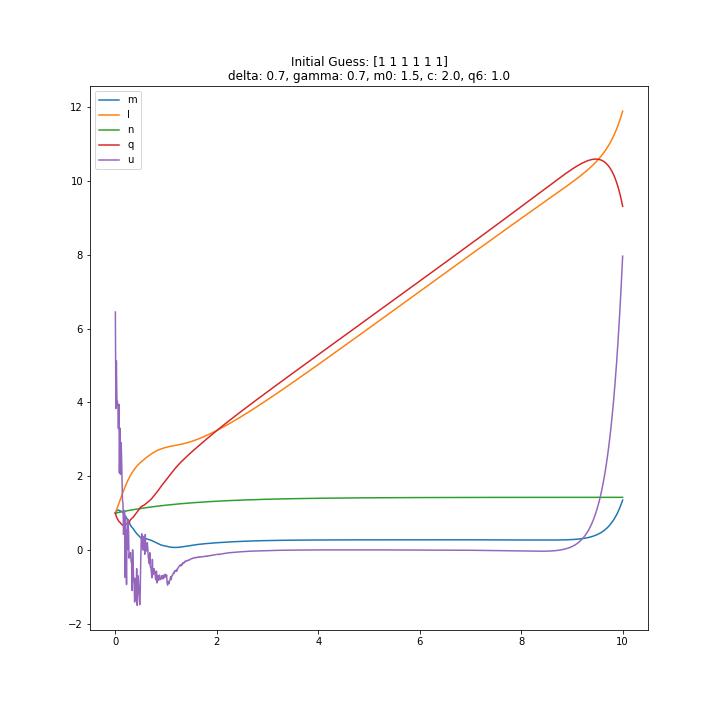 Initial Guess: [1 1 1 1 1 1]
delta: 0.7, gamma: 0.7, m0: 1.5, c: 2.0, q6: 1.0
m
l
n
q
u
12
10
8
6
4
2
0
−2
0 2 4 6 8 10